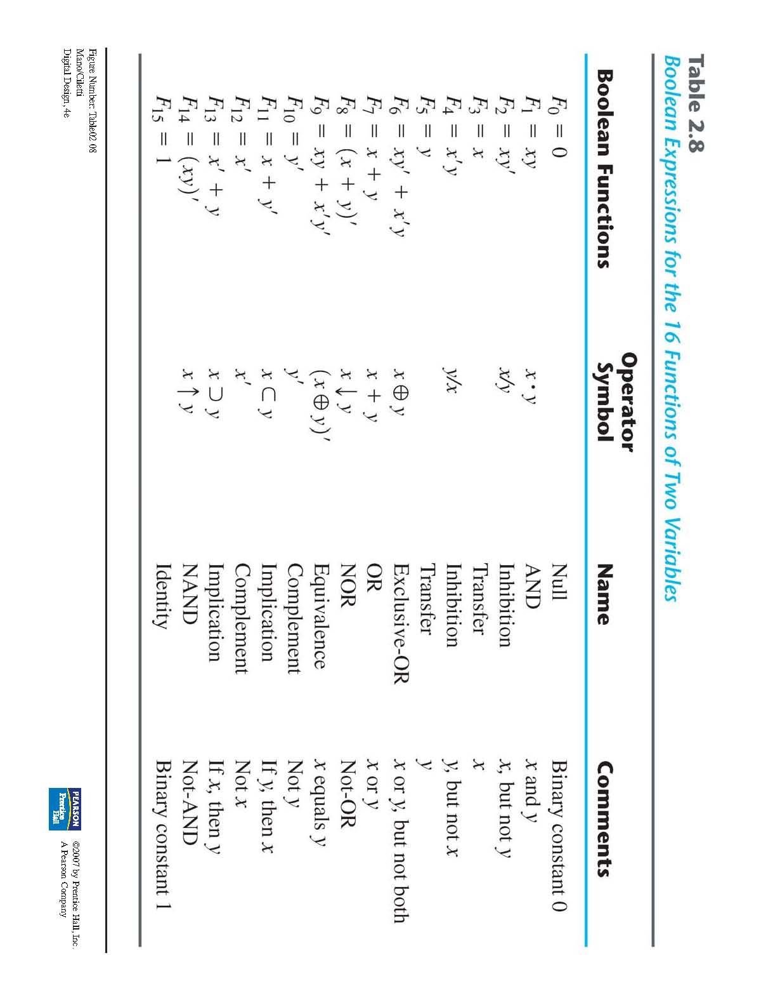 Table 2.8
Boolean Expressions for the 16 Functions of Two Variables
Boolean Functions Operator Symbol Name Comments
F₀ = 0 Null Binary constant 0
F₁ = xy x · y AND x and y
F₂ = xy′ x/y Inhibition x, but not y
F₃ = x Transfer x
F₄ = x′y y/x Inhibition y, but not x
F₅ = y Transfer y
F₆ = xy′ + x′y x ⊕ y Exclusive-OR x or y, but not both
F₇ = x + y x + y OR x or y
F₈ = (x + y)′ x ↓ y NOR Not-OR
F₉ = xy + x′y′ (x ⊕ y)′ Equivalence x equals y
F₁₀ = y′ y′ Complement Not y
F₁₁ = x + y′ x ⊂ y Implication If y, then x
F₁₂ = x′ x′ Complement Not x
F₁₃ = x′ + y x ⊃ y Implication If x, then y
F₁₄ = (xy)′ x ↑ y NAND Not-AND
F₁₅ = 1 Identity Binary constant 1
Figure Number: Table02_08
Mano/Ciletti
Digital Design, 4e
PEARSON
Prentice
Hall
©2007 by Prentice Hall, Inc.
A Pearson Company